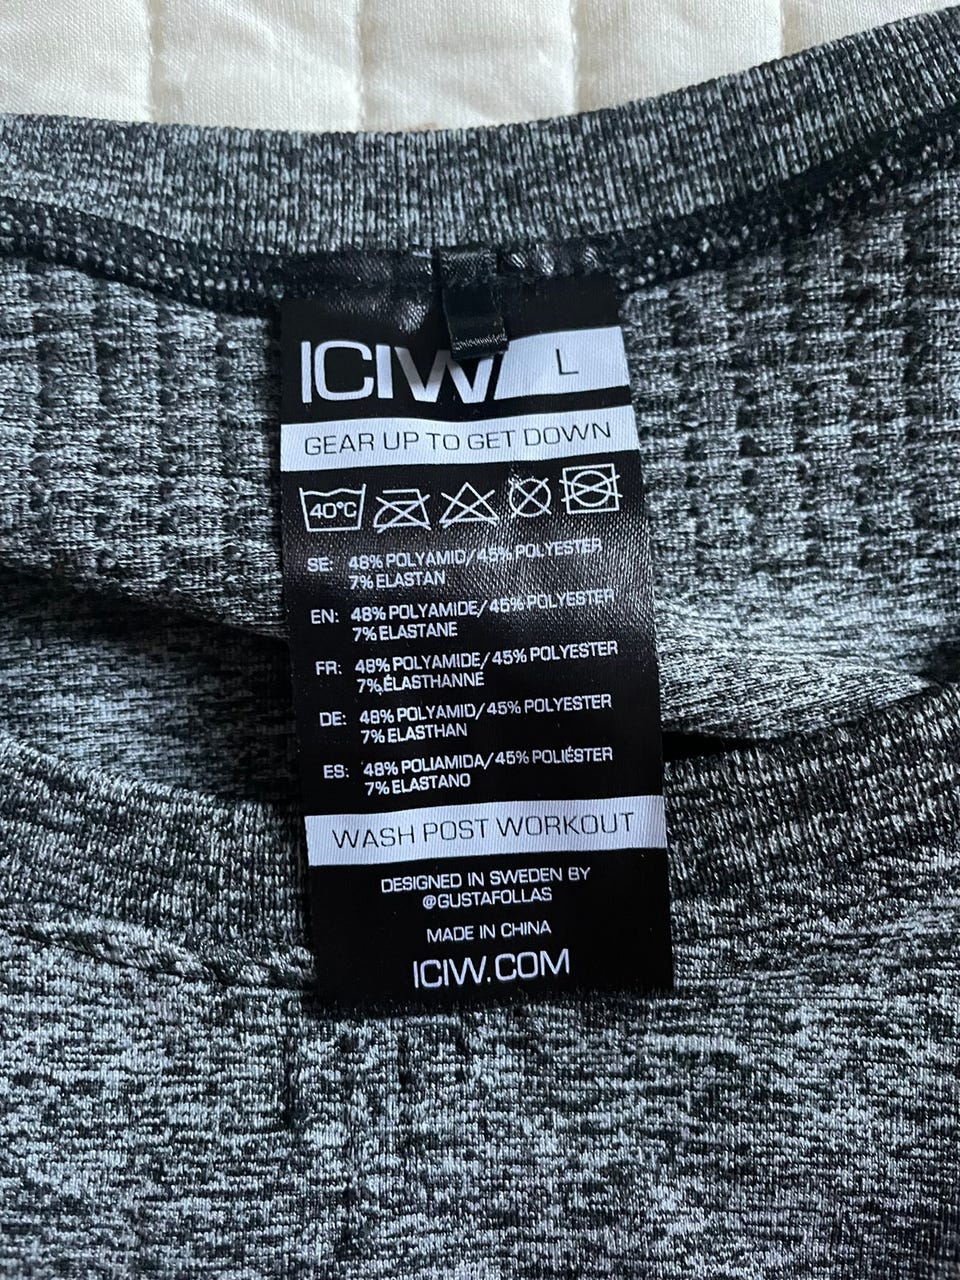 ICIW L
GEAR UP TO GET DOWN
40°C
SE: 48% POLYAMID/45% POLYESTER
7% ELASTAN
EN: 48% POLYAMIDE/45% POLYESTER
7% ELASTANE
FR: 48% POLYAMIDE/45% POLYESTER
7% ÉLASTHANNE
DE: 48% POLYAMID/45% POLYESTER
7% ELASTHAN
ES: 48% POLIAMIDA/45% POLIÉSTER
7% ELASTANO
WASH POST WORKOUT
DESIGNED IN SWEDEN BY
@GUSTAFOLLAS
MADE IN CHINA
ICIW.COM